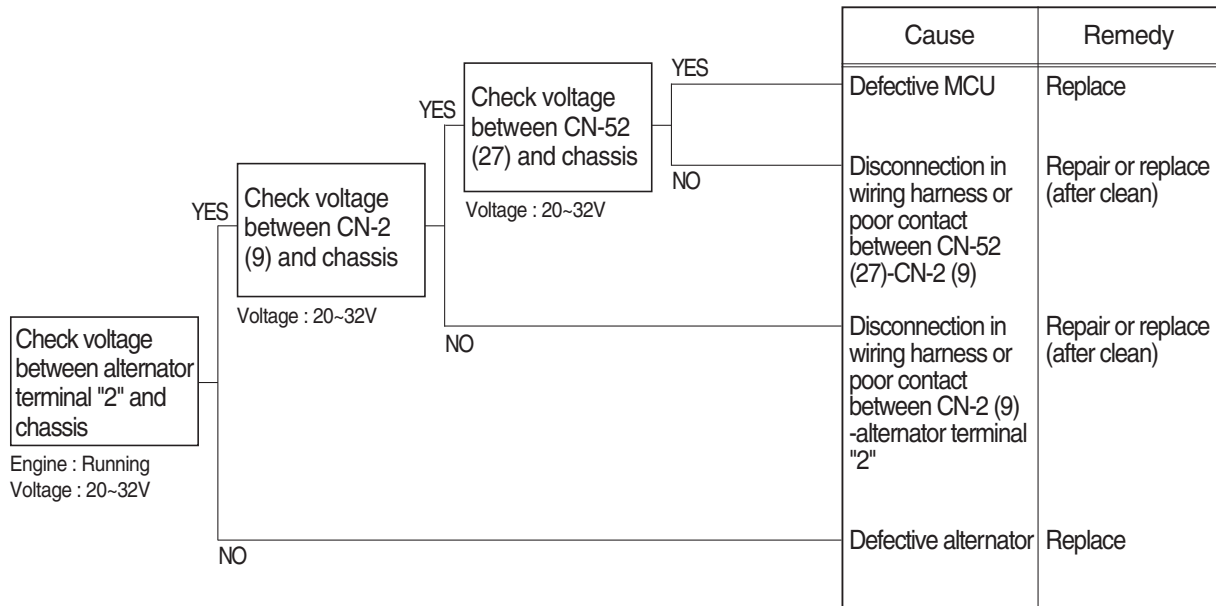 Cause
Remedy
YES
Defective MCU
Replace
YES
Check voltage
between CN-52
(27) and chassis
Voltage : 20~32V
NO
Disconnection in
wiring harness or
poor contact
between CN-52
(27)-CN-2 (9)
Repair or replace
(after clean)
YES
Check voltage
between CN-2
(9) and chassis
Voltage : 20~32V
NO
Disconnection in
wiring harness or
poor contact
between CN-2 (9)
-alternator terminal
"2"
Repair or replace
(after clean)
Check voltage
between alternator
terminal "2" and
chassis
Engine : Running
Voltage : 20~32V
NO
Defective alternator
Replace